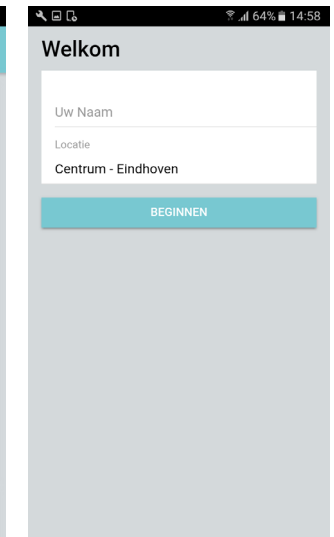 64% 14:58
Welkom
Uw Naam
Locatie
Centrum - Eindhoven
BEGINNEN